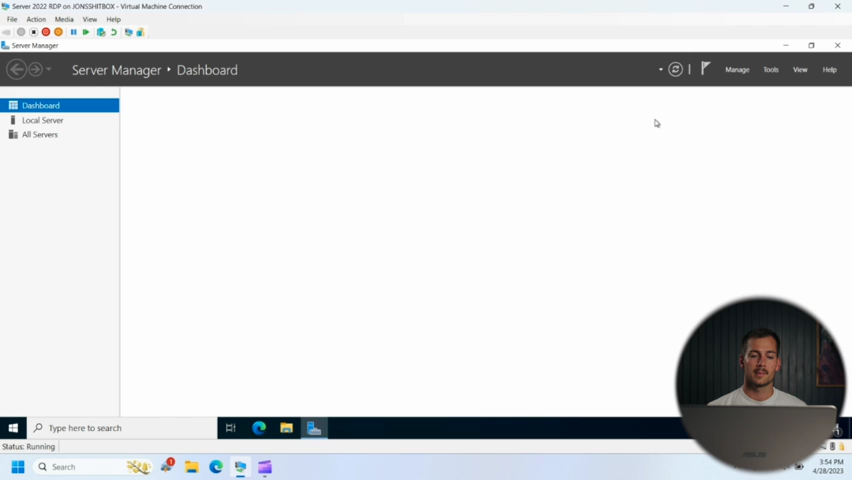 Server 2022 RDP on JONSSHITBOX - Virtual Machine Connection
File Action Media View Help
Server Manager
Server Manager • Dashboard
Manage Tools View Help
Dashboard
Local Server
All Servers
Type here to search
Status: Running
Search
1
3:54 PM
4/28/2023
ASUS